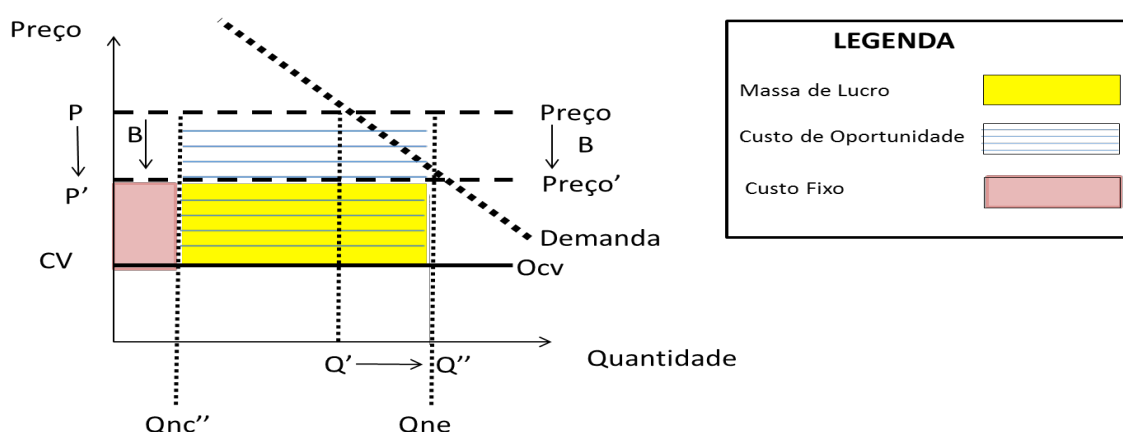 Preço
P
B
P’
CV
Preço
B
Preço’
Demanda
Ocv
Q’
Q’’
Quantidade
Qnc’’
Qne
LEGENDA
Massa de Lucro
Custo de Oportunidade
Custo Fixo